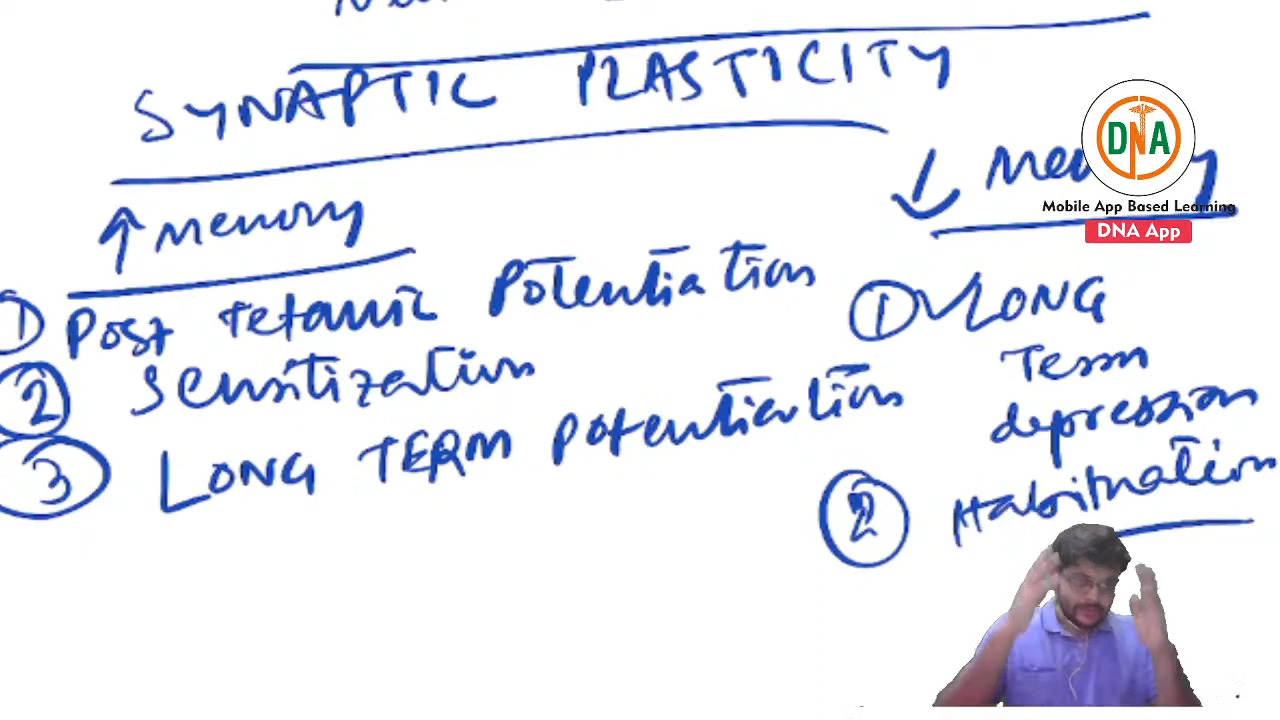 SYNAPTIC PLASTICITY
↑ Memory
① Post Tetanic Potentiation
② Sensitization
③ LONG TERM Potentiation
↓
① LONG
Term
depression
② Habituation
DNA
Mobile App Based Learning
DNA App